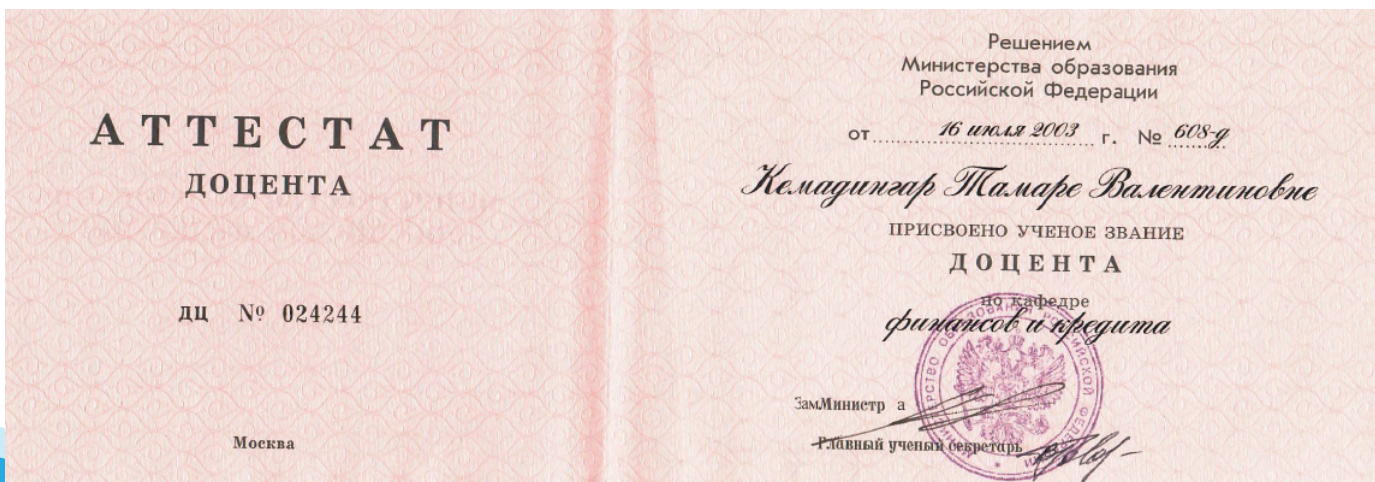 АТТЕСТАТ
ДОЦЕНТА
ДЦ № 024244
Москва
Решением
Министерства образования
Российской Федерации
от 16 июля 2003 г. № 608-д
Кемадингар Тамаре Валентиновне
ПРИСВОЕНО УЧЕНОЕ ЗВАНИЕ
ДОЦЕНТА
по кафедре
финансов и кредита
ЗамМинистр а
Главный ученый секретарь